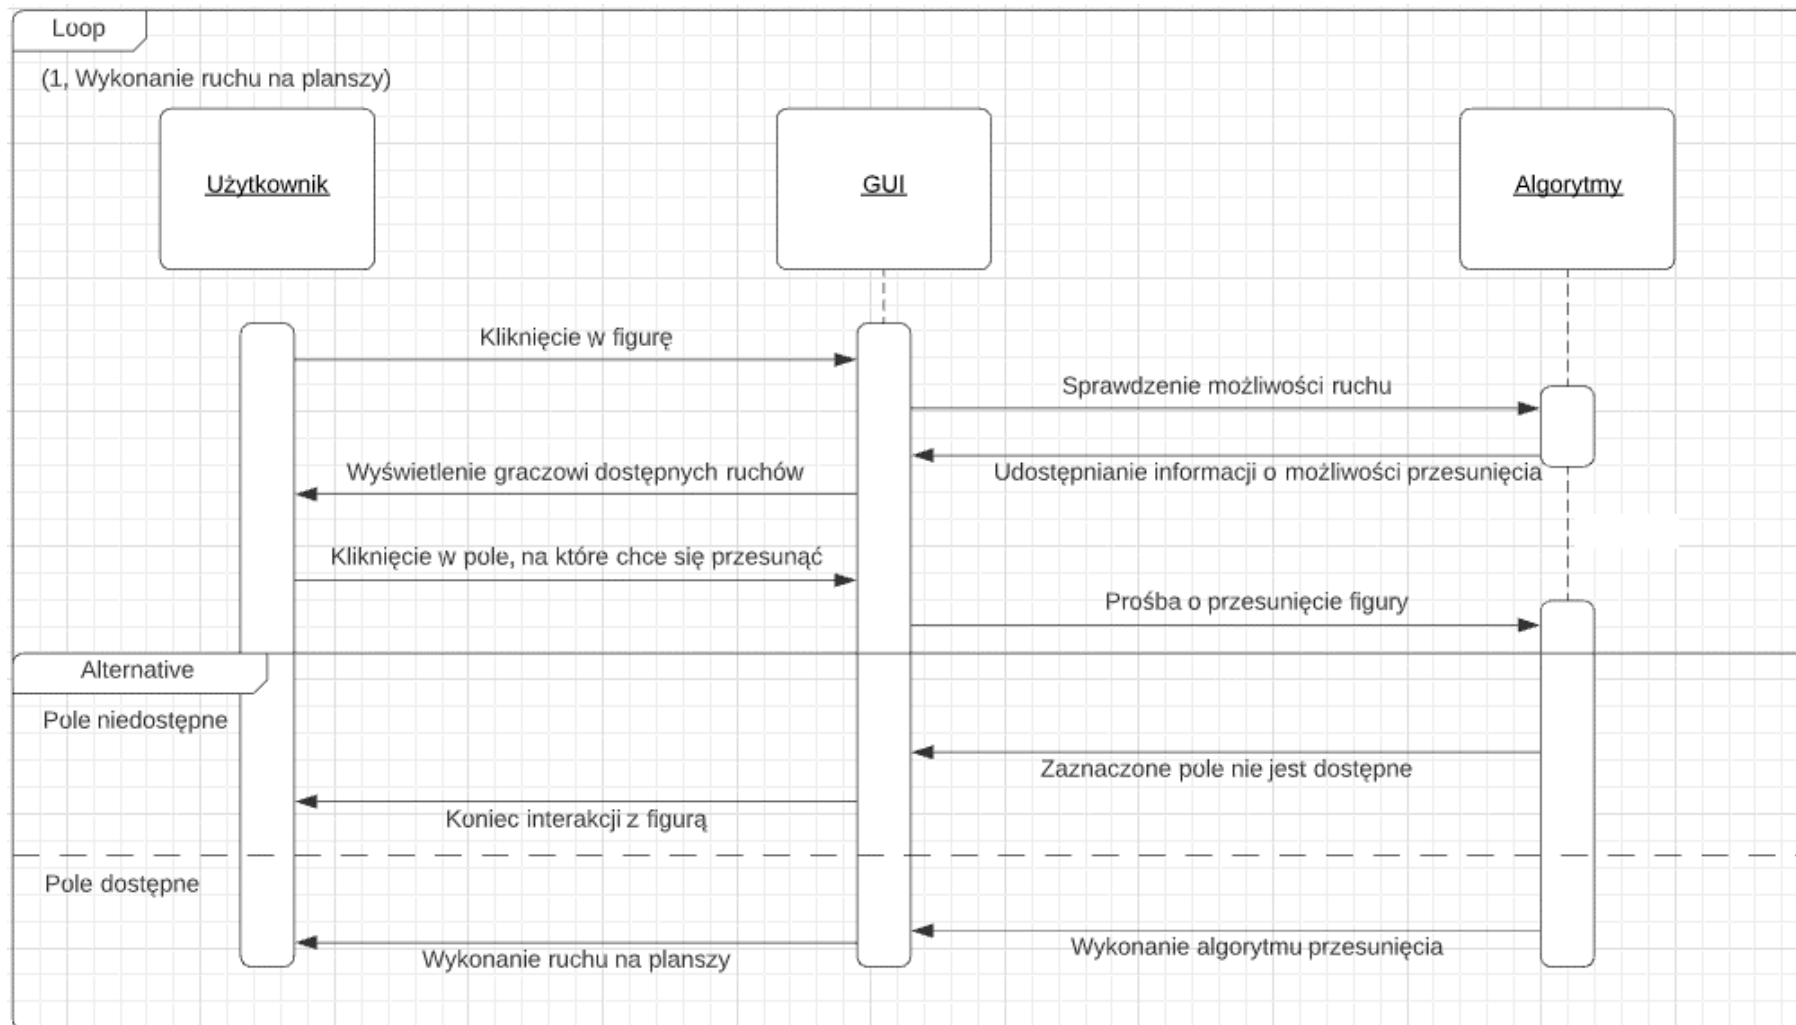 Loop
(1, Wykonanie ruchu na planszy)
Użytkownik
GUI
Algorytmy
Kliknięcie w figurę
Sprawdzenie możliwości ruchu
Udostępnianie informacji o możliwości przesunięcia
Wyświetlenie graczowi dostępnych ruchów
Kliknięcie w pole, na które chce się przesunąć
Prośba o przesunięcie figury
Alternative
Pole niedostępne
Zaznaczone pole nie jest dostępne
Koniec interakcji z figurą
Pole dostępne
Wykonanie algorytmu przesunięcia
Wykonanie ruchu na planszy